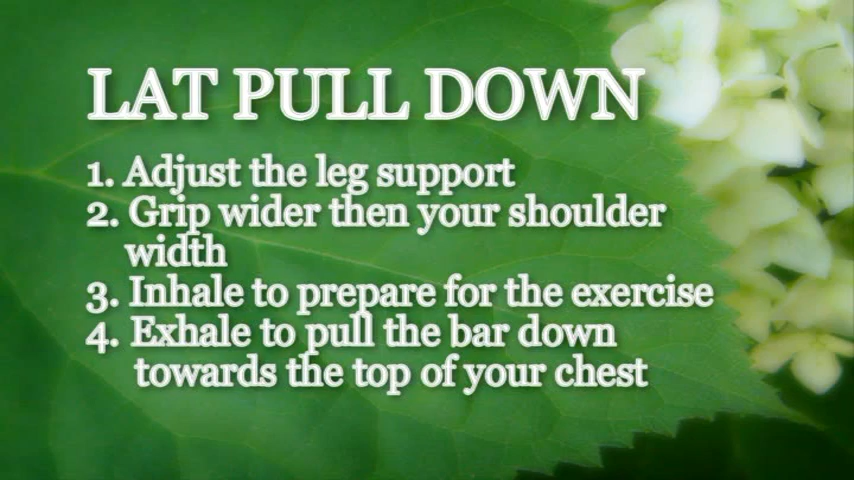 LAT PULL DOWN
1. Adjust the leg support
2. Grip wider then your shoulder
width
3. Inhale to prepare for the exercise
4. Exhale to pull the bar down
towards the top of your chest